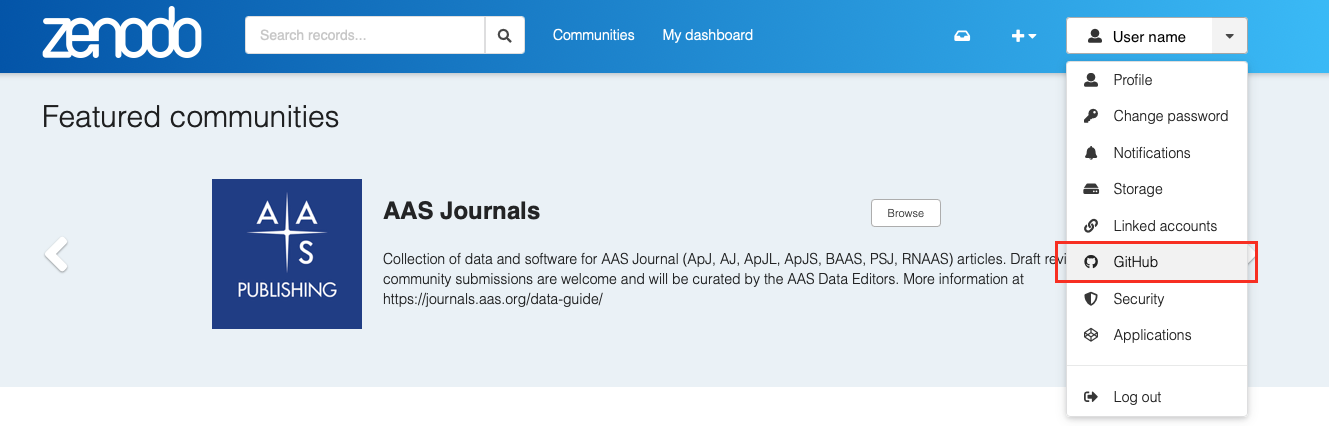 zenodo
Search records...
Communities
My dashboard
User name
Profile
Change password
Notifications
Storage
Linked accounts
GitHub
Security
Applications
Log out
Featured communities
A A
S
PUBLISHING
AAS Journals
Browse
Collection of data and software for AAS Journal (ApJ, AJ, ApJL, ApJS, BAAS, PSJ, RNAAS) articles. Draft revi
community submissions are welcome and will be curated by the AAS Data Editors. More information at
https://journals.aas.org/data-guide/